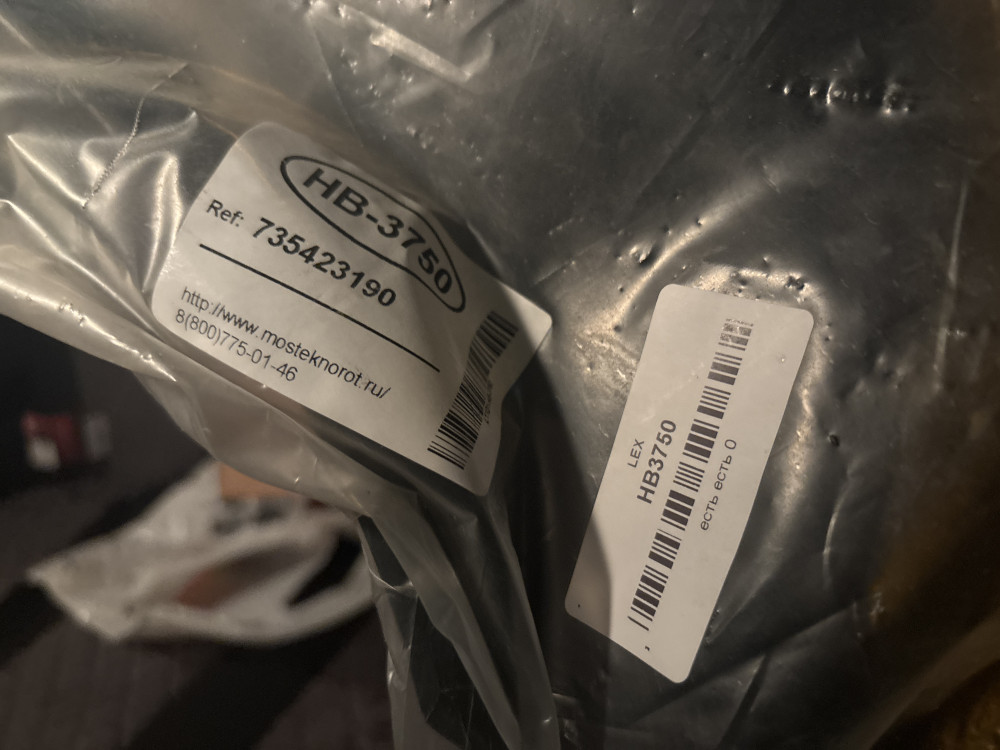 HB-3750
Ref: 735423190
http://www.mosteknorot.ru/
8(800)775-01-46
LEX
HB3750
есть есть 0